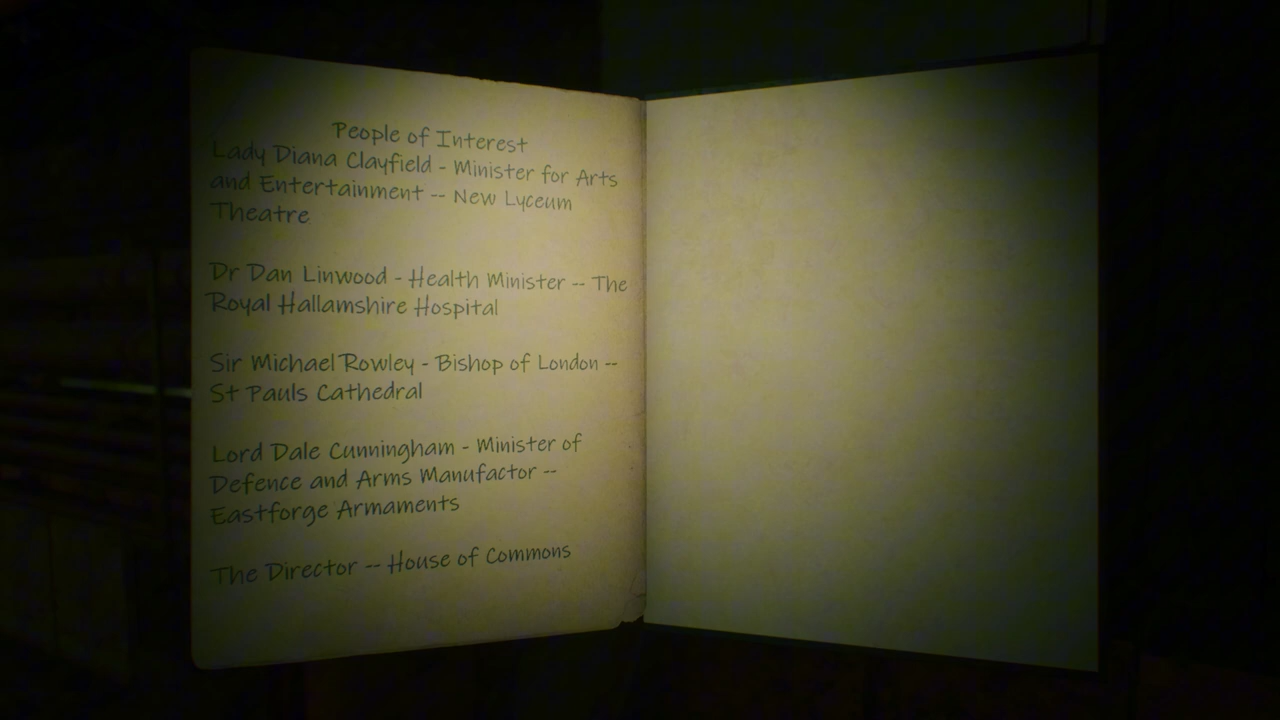 People of Interest
Lady Diana Clayfield - Minister for Arts
and Entertainment -- New Lyceum
Theatre
Dr Dan Linwood - Health Minister -- The
Royal Hallamshire Hospital
Sir Michael Rowley - Bishop of London --
St Pauls Cathedral
Lord Dale Cunningham - Minister of
Defence and Arms Manufactor --
Eastforge Armaments
The Director -- House of Commons